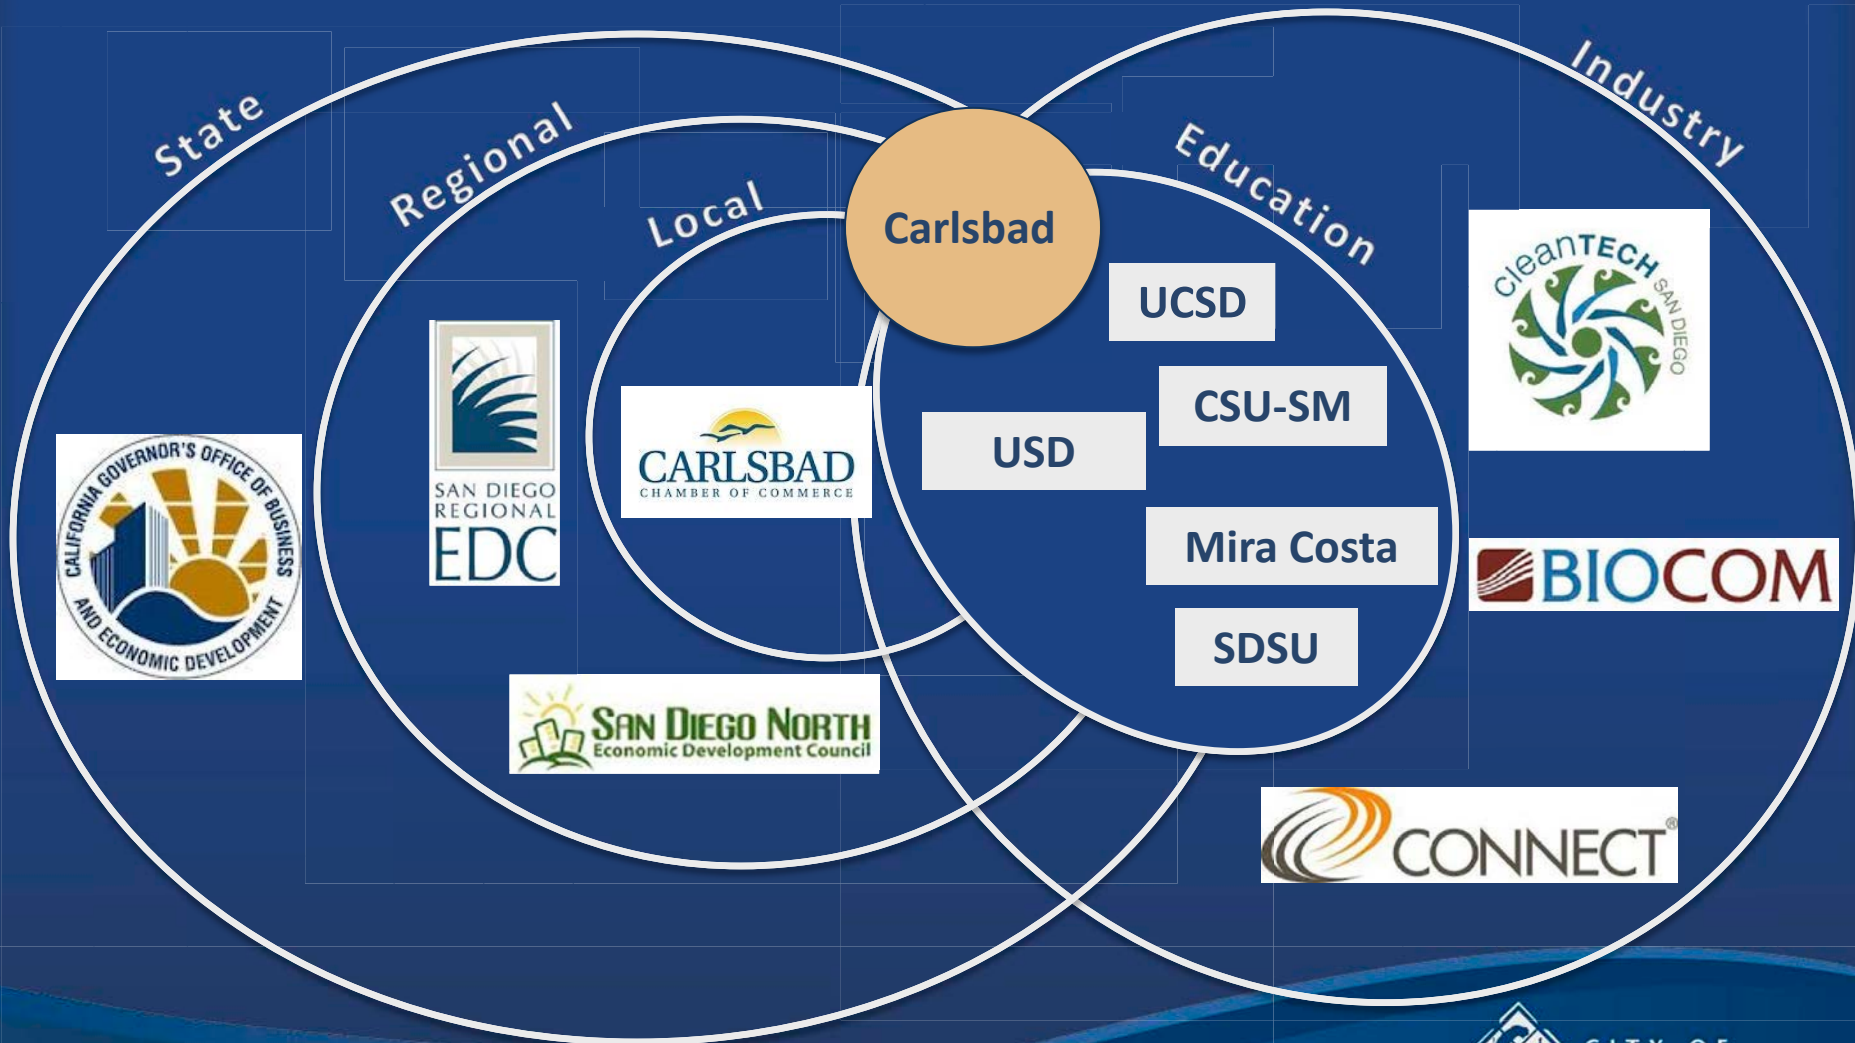 State
Regional
Local
Carlsbad
Education
Industry
UCSD
CSU-SM
USD
Mira Costa
SDSU
CALIFORNIA GOVERNOR'S OFFICE OF BUSINESS
AND ECONOMIC DEVELOPMENT
SAN DIEGO
REGIONAL
EDC
CARLSBAD
CHAMBER OF COMMERCE
SAN DIEGO NORTH
Economic Development Council
cleanTECH
SAN DIEGO
BIOCOM
CONNECT®
CITY OF